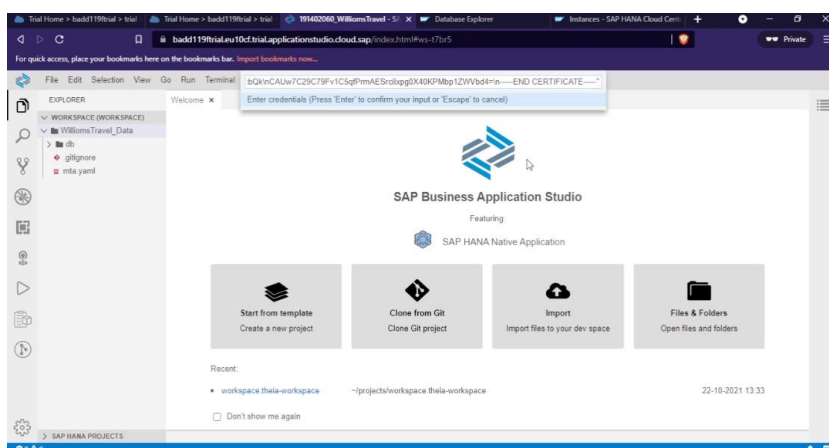 Trial Home > badd119ftrial > trial
Trial Home > badd119ftrial > trial
191402060_WilliomsTravel - SA
Database Explorer
Instances - SAP HANA Cloud Centr
badd119ftrial.eu10cf.trial.applicationstudio.cloud.sap/index.html#ws-t7br5
Private
For quick access, place your bookmarks here on the bookmarks bar. Import bookmarks now...
File Edit Selection View Go Run Terminal
Enter credentials (Press 'Enter' to confirm your input or 'Escape' to cancel)
EXPLORER
Welcome
WORKSPACE (WORKSPACE)
WilliomsTravel_Data
db
gitignore
mta.yaml
SAP Business Application Studio
Featuring:
SAP HANA Native Application
Start from template
Create a new project
Clone from Git
Clone Git project
Import
Import files to your dev space
Files & Folders
Open files and folders
Recent:
workspace.theia-workspace ~/projects/workspace.theia-workspace 22-10-2021 13:33
Don't show me again
SAP HANA PROJECTS